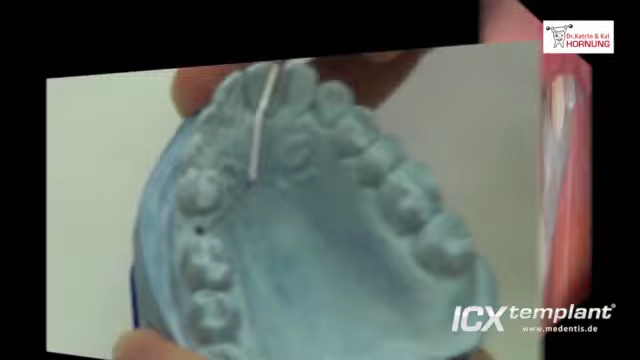 Dr.Katrin & Kai
HORNUNG
ICX templant®
www.medentis.de